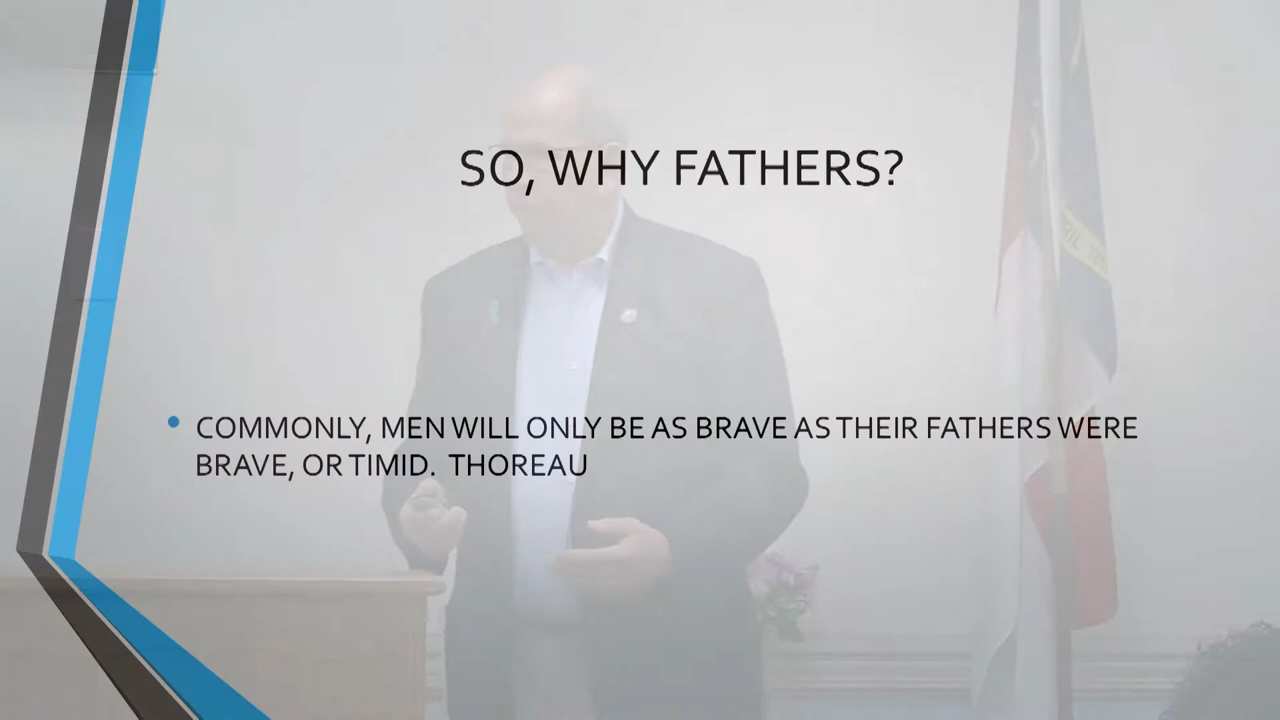 SO, WHY FATHERS?
• COMMONLY, MEN WILL ONLY BE AS BRAVE AS THEIR FATHERS WERE
BRAVE, OR TIMID. THOREAU